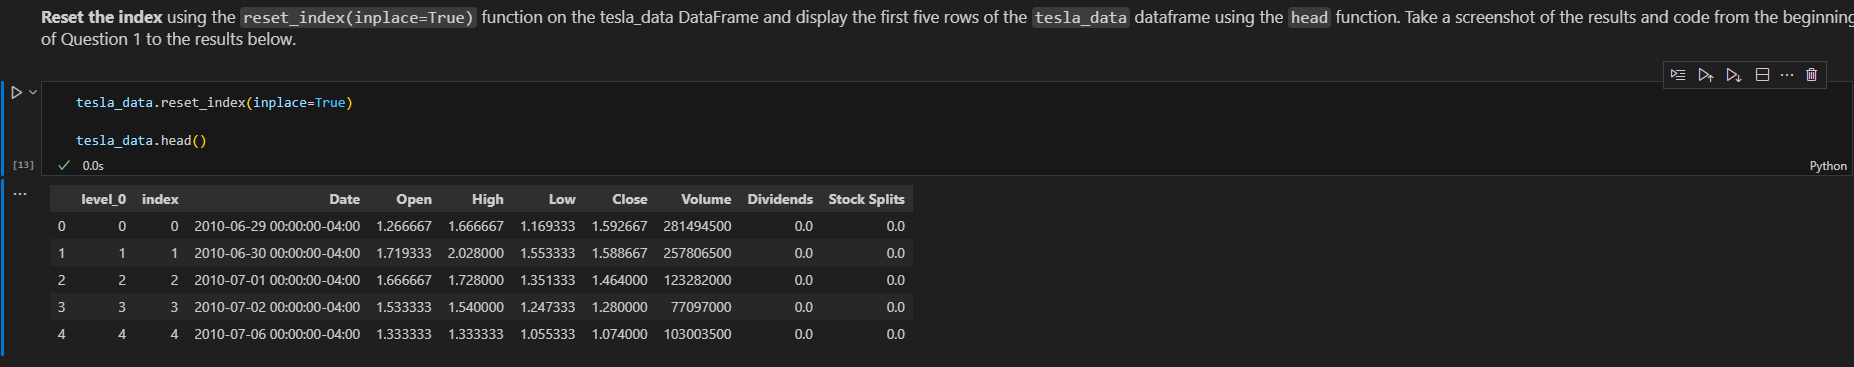 Reset the index using the reset_index(inplace=True) function on the tesla_data DataFrame and display the first five rows of the tesla_data dataframe using the head function. Take a screenshot of the results and code from the beginning
of Question 1 to the results below.
tesla_data.reset_index(inplace=True)
tesla_data.head()
[13] 0.0s Python
level_0 index Date Open High Low Close Volume Dividends Stock Splits
0 0 0 2010-06-29 00:00:00-04:00 1.266667 1.666667 1.169333 1.592667 281494500 0.0 0.0
1 1 1 2010-06-30 00:00:00-04:00 1.719333 2.028000 1.553333 1.588667 257806500 0.0 0.0
2 2 2 2010-07-01 00:00:00-04:00 1.666667 1.728000 1.351333 1.464000 123282000 0.0 0.0
3 3 3 2010-07-02 00:00:00-04:00 1.533333 1.540000 1.247333 1.280000 77097000 0.0 0.0
4 4 4 2010-07-06 00:00:00-04:00 1.333333 1.333333 1.055333 1.074000 103003500 0.0 0.0